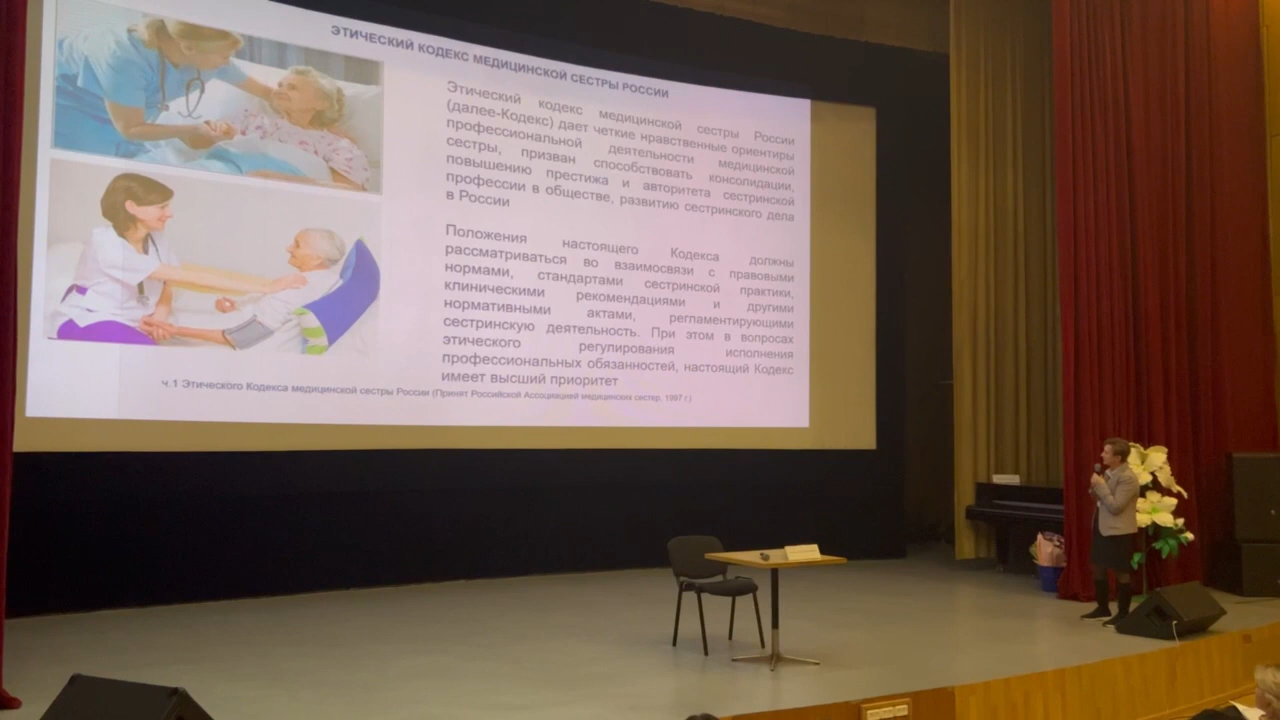 ЭТИЧЕСКИЙ КОДЕКС МЕДИЦИНСКОЙ СЕСТРЫ РОССИИ
Этический кодекс медицинской сестры России
(далее-Кодекс) дает четкие нравственные ориентиры
профессиональной деятельности медицинской
сестры, призван способствовать консолидации,
повышению престижа и авторитета сестринской
профессии в обществе, развитию сестринского дела
в России
Положения настоящего Кодекса должны
рассматриваться во взаимосвязи с правовыми
нормами, стандартами сестринской практики,
клиническими рекомендациями и другими
нормативными актами, регламентирующими
сестринскую деятельность. При этом в вопросах
этического регулирования исполнения
профессиональных обязанностей, настоящий Кодекс
имеет высший приоритет
ч.1 Этического Кодекса медицинской сестры России (Принят Российской Ассоциацией медицинских сестер, 1997 г.)